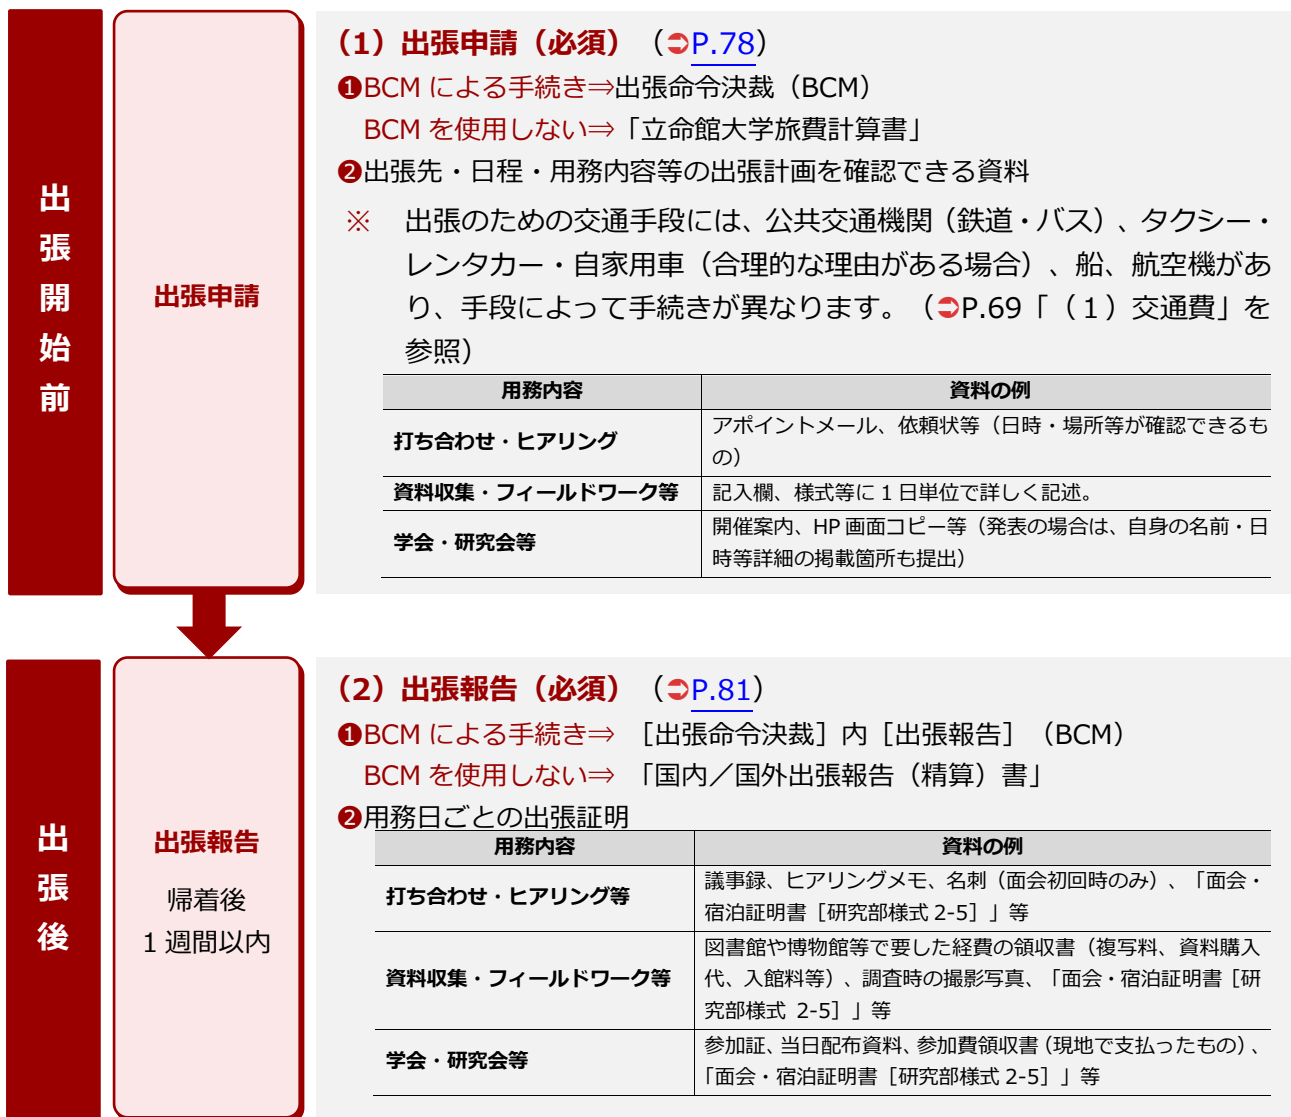 出張開始前
出張申請
（1）出張申請（必須）（➲P.78）
❶BCM による手続き⇒出張命令決裁（BCM）
BCM を使用しない⇒「立命館大学旅費計算書」
❷出張先・日程・用務内容等の出張計画を確認できる資料
※ 出張のための交通手段には、公共交通機関（鉄道・バス）、タクシー・
レンタカー・自家用車（合理的な理由がある場合）、船、航空機があ
り、手段によって手続きが異なります。（➲P.69「（１）交通費」を
参照）
用務内容 資料の例
打ち合わせ・ヒアリング アポイントメール、依頼状等（日時・場所等が確認できるも
の）
資料収集・フィールドワーク等 記入欄、様式等に 1 日単位で詳しく記述。
学会・研究会等 開催案内、HP 画面コピー等（発表の場合は、自身の名前・日
時等詳細の掲載箇所も提出）
出張後
出張報告
帰着後
1 週間以内
（2）出張報告（必須）（➲P.81）
❶BCM による手続き⇒ ［出張命令決裁］内［出張報告］（BCM）
BCM を使用しない⇒ 「国内／国外出張報告（精算）書」
❷用務日ごとの出張証明
用務内容 資料の例
打ち合わせ・ヒアリング等 議事録、ヒアリングメモ、名刺（面会初回時のみ）、「面会・
宿泊証明書［研究部様式 2-5］」等
資料収集・フィールドワーク等 図書館や博物館等で要した経費の領収書（複写料、資料購入
代、入館料等）、調査時の撮影写真、「面会・宿泊証明書［研
究部様式 2-5］」等
学会・研究会等 参加証、当日配布資料、参加費領収書（現地で支払ったもの）、
「面会・宿泊証明書［研究部様式 2-5］」等